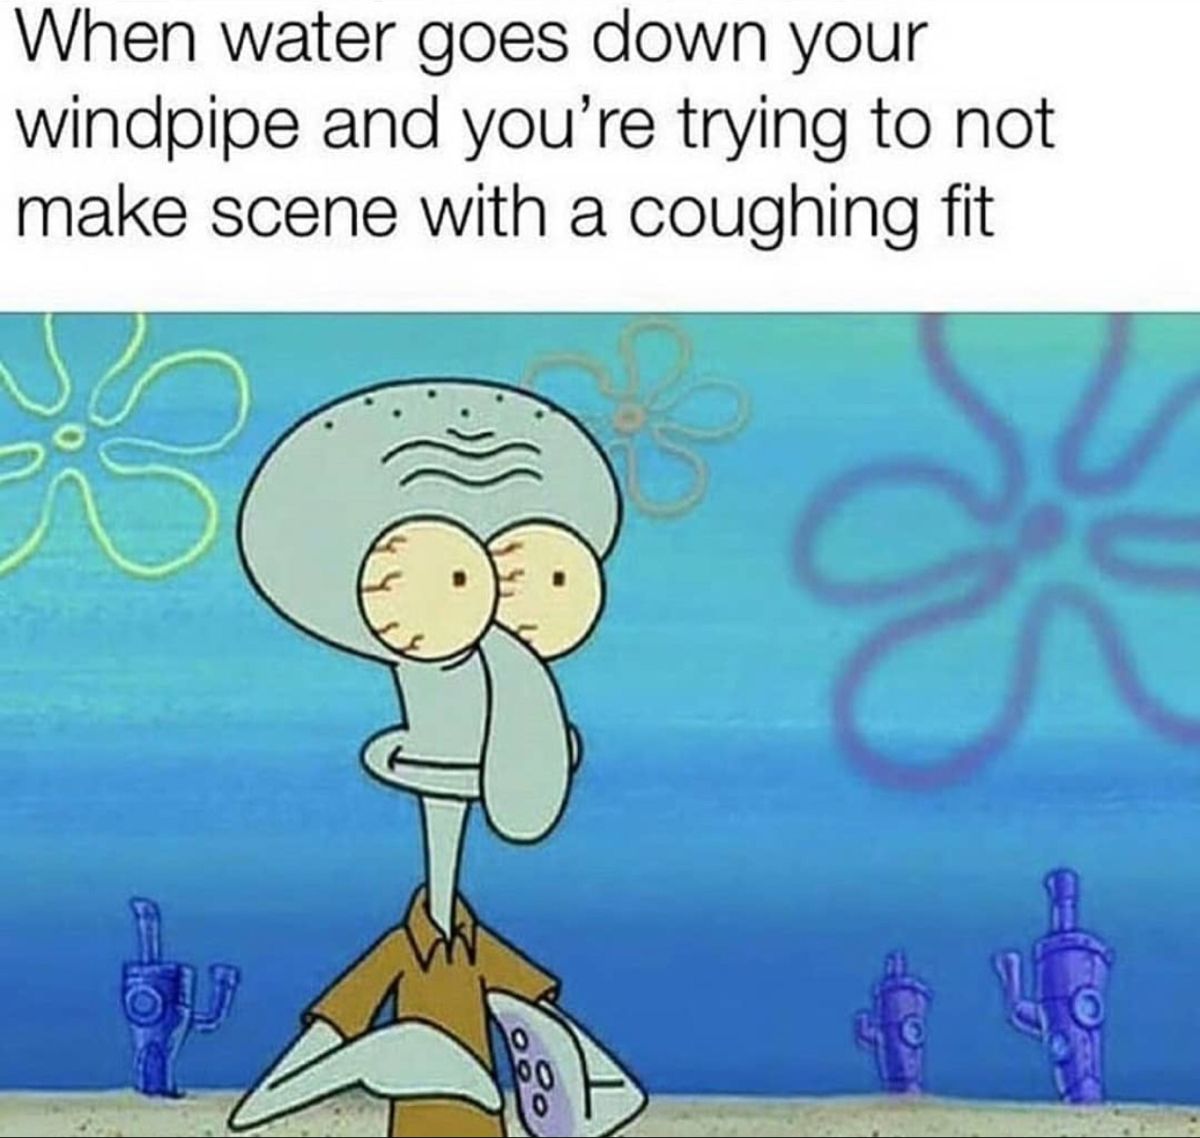 When water goes down your
windpipe and you’re trying to not
make scene with a coughing fit